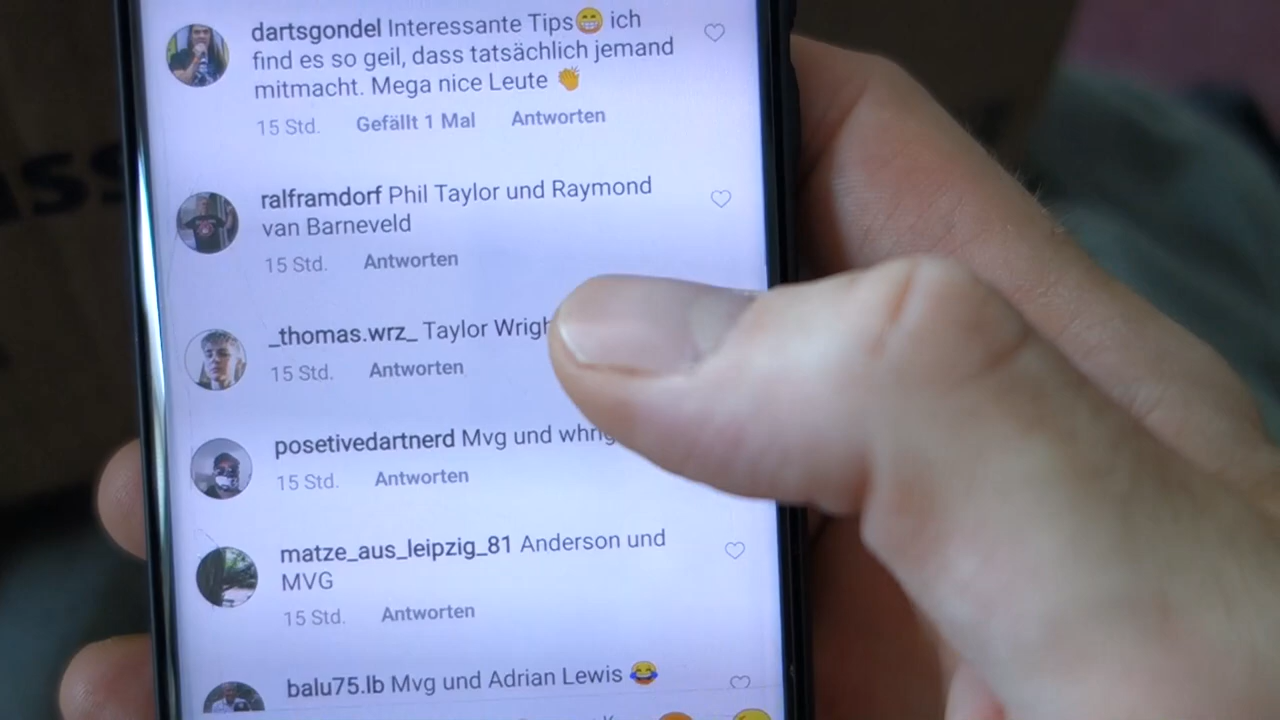 dartsgondel Interessante Tips😁 ich
find es so geil, dass tatsächlich jemand
mitmacht. Mega nice Leute 👏
15 Std. Gefällt 1 Mal Antworten
ralframdorf Phil Taylor und Raymond
van Barneveld
15 Std. Antworten
_thomas.wrz_ Taylor
15 Std. Antworten
posetivedartnerd Mvg und
15 Std. Antworten
matze_aus_leipzig_81 Anderson und
MVG
15 Std. Antworten
balu75.lb Mvg und Adrian Lewis 😂